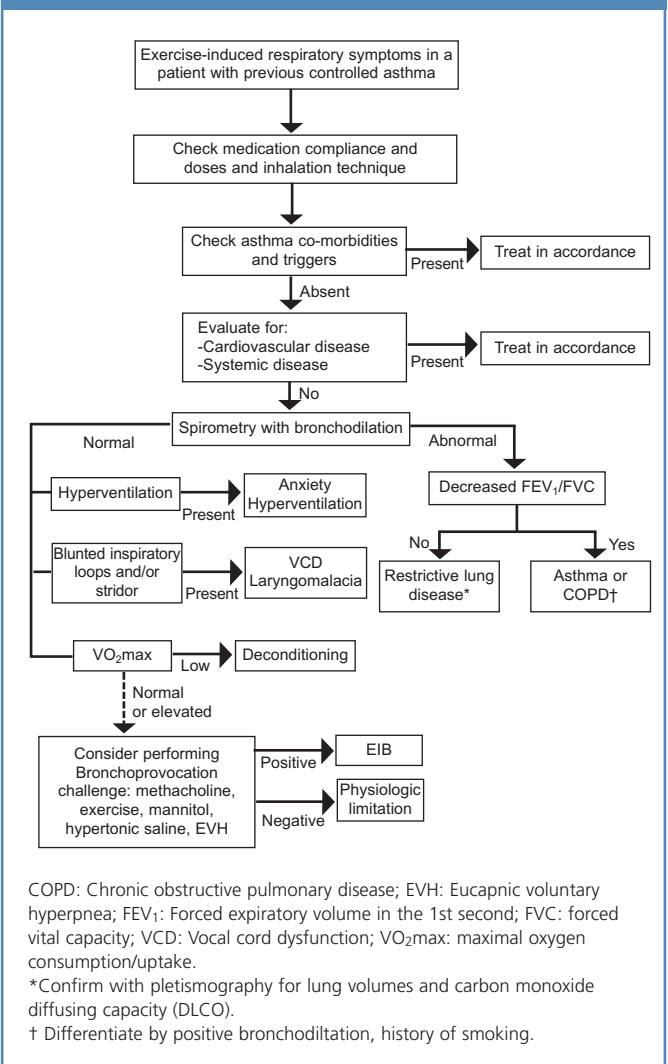 Exercise-induced respiratory symptoms in a
patient with previous controlled asthma
Check medication compliance and
doses and inhalation technique
Check asthma co-morbidities
and triggers
Present
Treat in accordance
Absent
Evaluate for:
-Cardiovascular disease
-Systemic disease
Present
Treat in accordance
No
Spirometry with bronchodilation
Normal
Abnormal
Hyperventilation
Present
Anxiety
Hyperventilation
Decreased FEV₁/FVC
No
Yes
Blunted inspiratory
loops and/or
stridor
Present
VCD
Laryngomalacia
Restrictive lung
disease*
Asthma or
COPD†
VO₂max
Low
Deconditioning
Normal
or elevated
Consider performing
Bronchoprovocation
challenge: methacholine,
exercise, mannitol,
hypertonic saline, EVH
Positive
EIB
Negative
Physiologic
limitation
COPD: Chronic obstructive pulmonary disease; EVH: Eucapnic voluntary
hyperpnea; FEV₁: Forced expiratory volume in the 1st second; FVC: forced
vital capacity; VCD: Vocal cord dysfunction; VO₂max: maximal oxygen
consumption/uptake.
*Confirm with pletismography for lung volumes and carbon monoxide
diffusing capacity (DLCO).
† Differentiate by positive bronchodiltation, history of smoking.